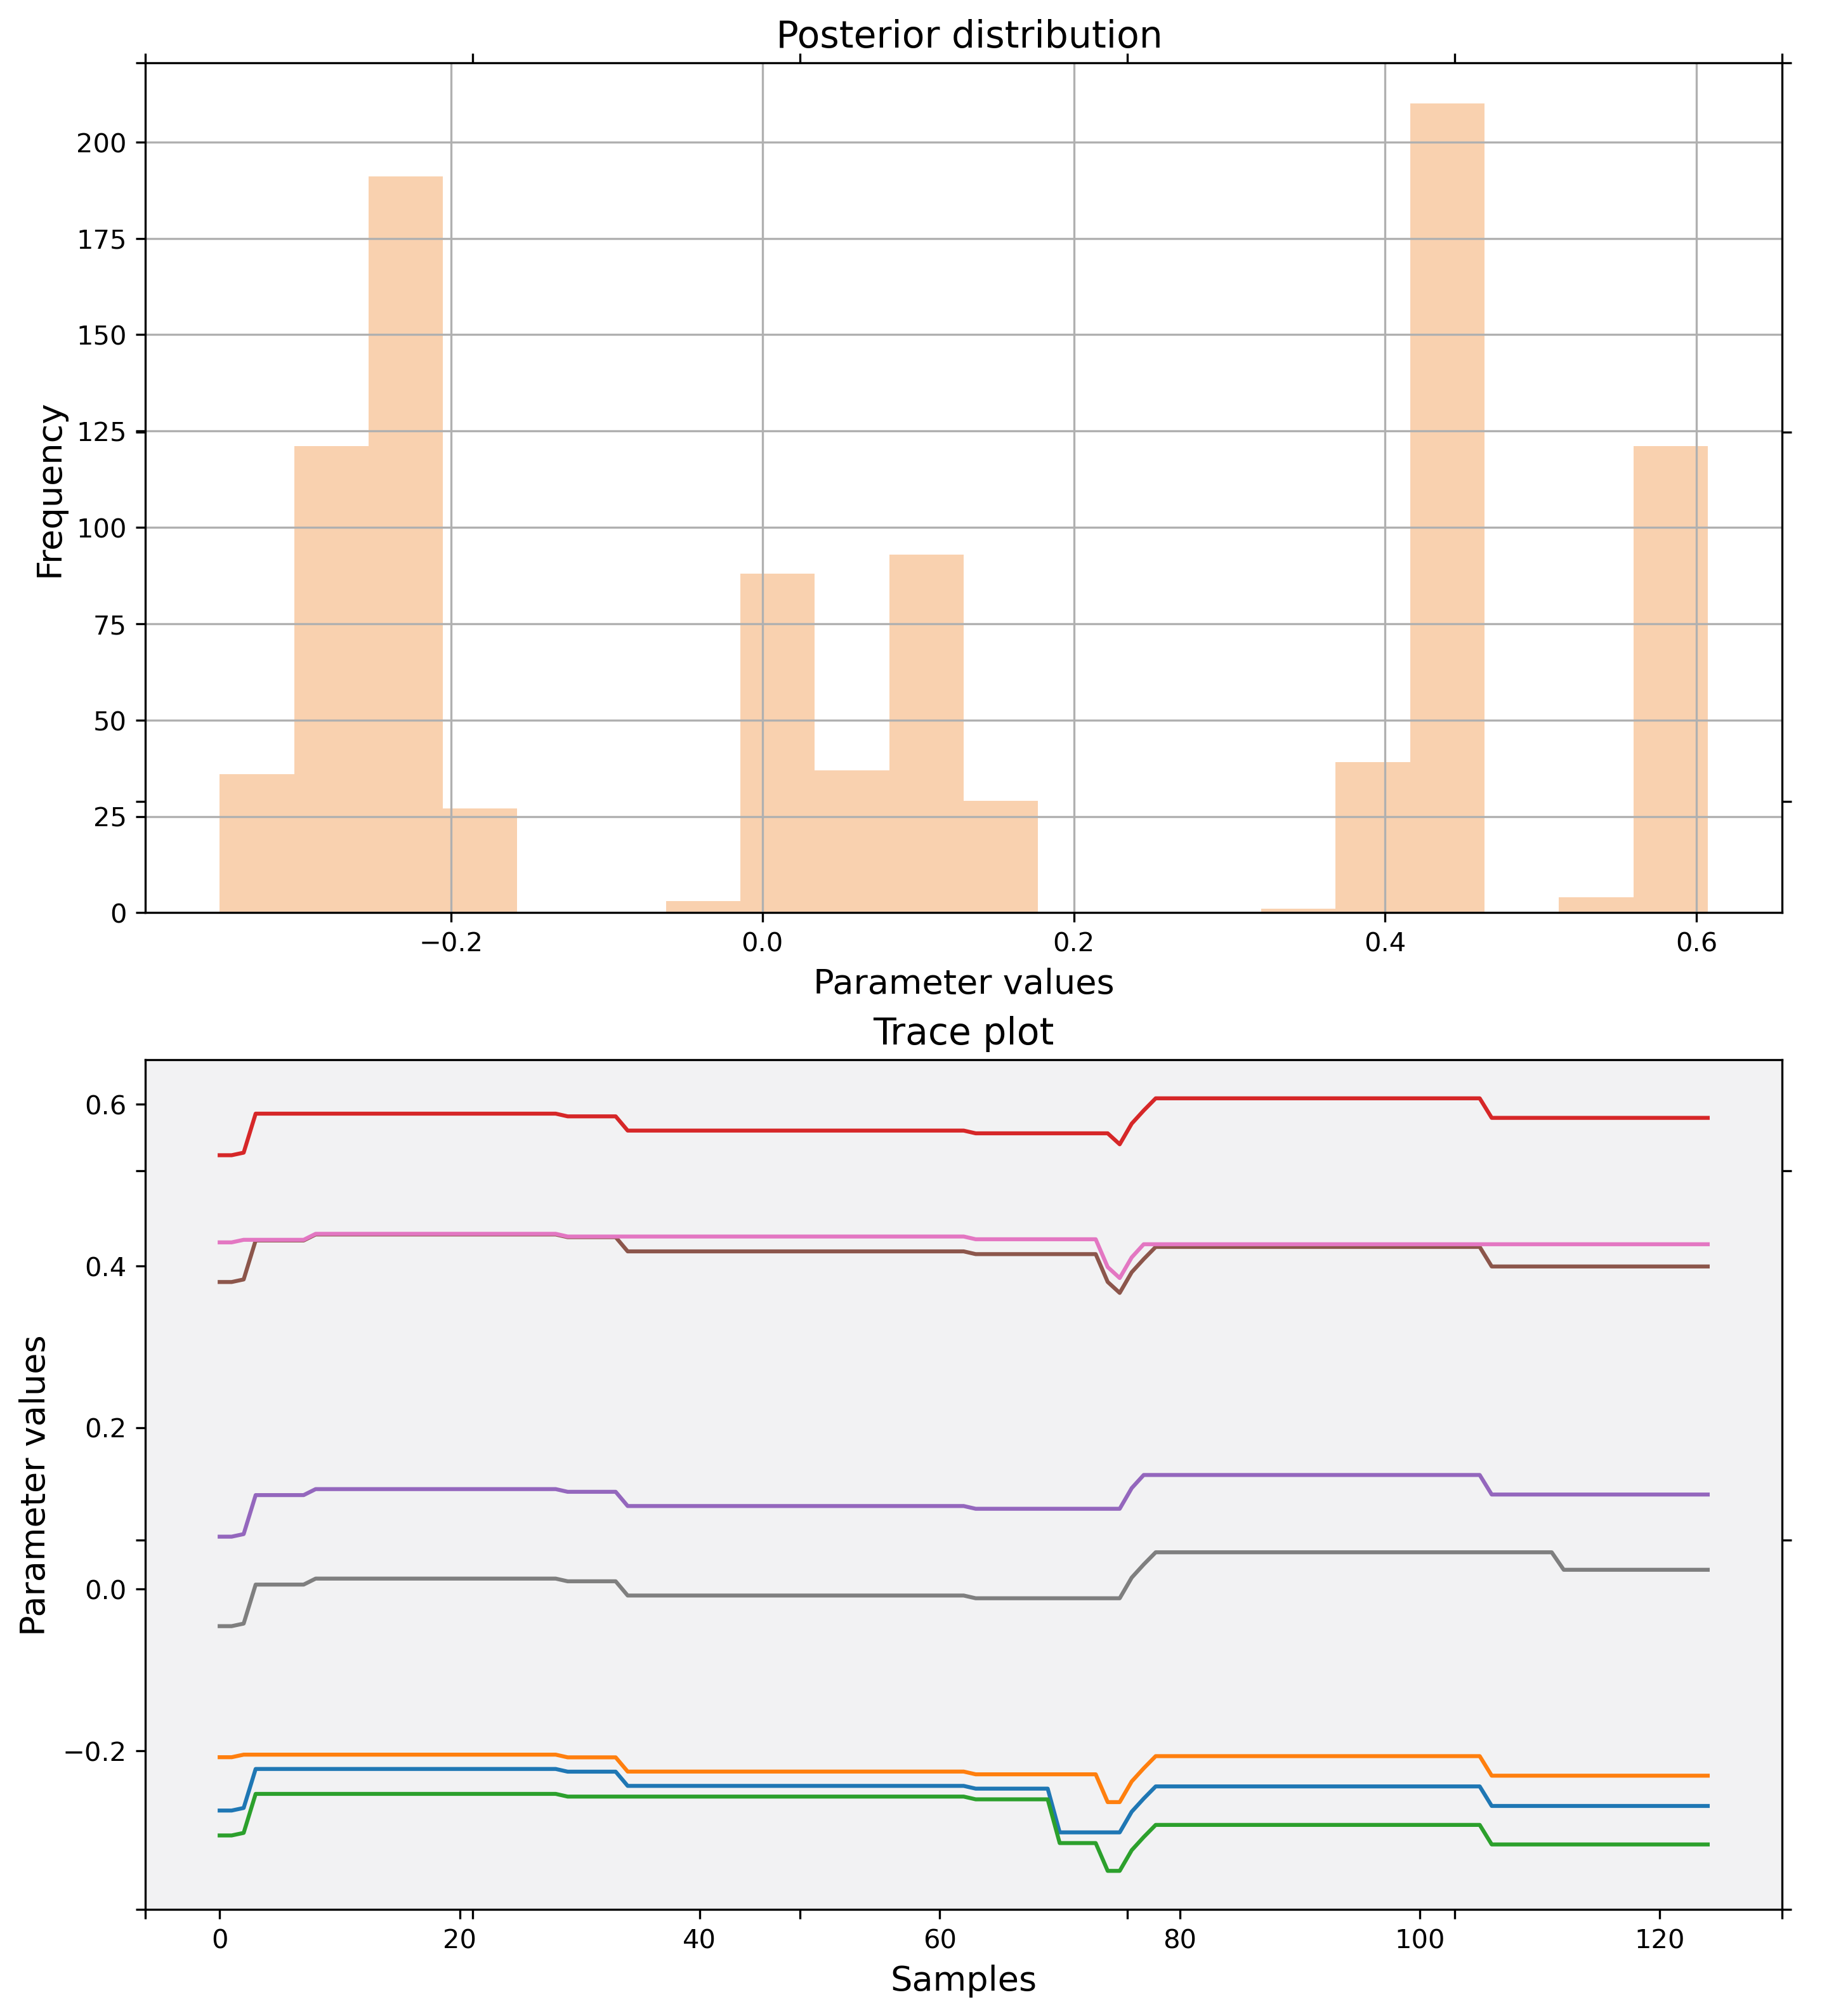 Posterior distribution
200
175
150
125
100
75
50
25
0
Frequency
−0.2 0.0 0.2 0.4 0.6
Parameter values
Trace plot
0.6
0.4
0.2
0.0
−0.2
Parameter values
0 20 40 60 80 100 120
Samples